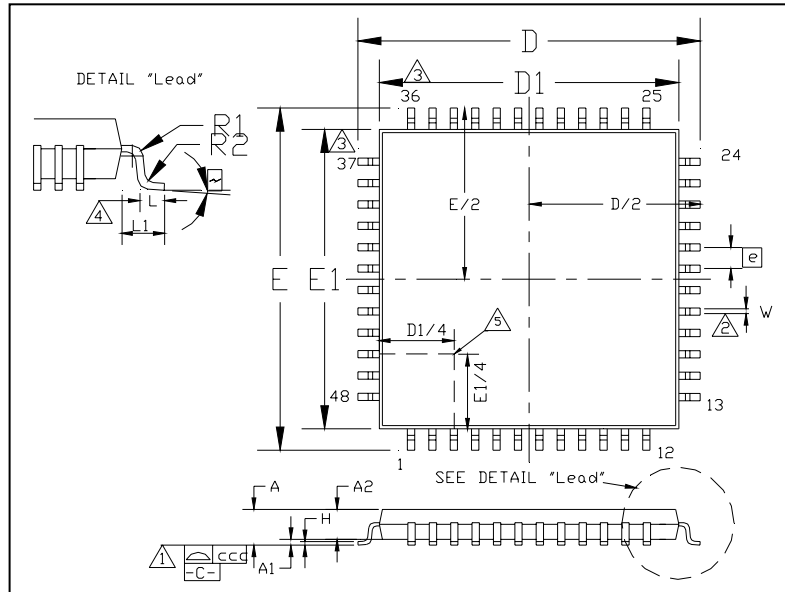 D
DETAIL "Lead"
3
D1
36
25
R1
R2
3
37
24
E/2
D/2
4
L
L1
e
E
E1
W
2
D1/4
5
E1/4
48
13
1
12
SEE DETAIL "Lead"
A
A2
H
1
ccc
-C-
A1